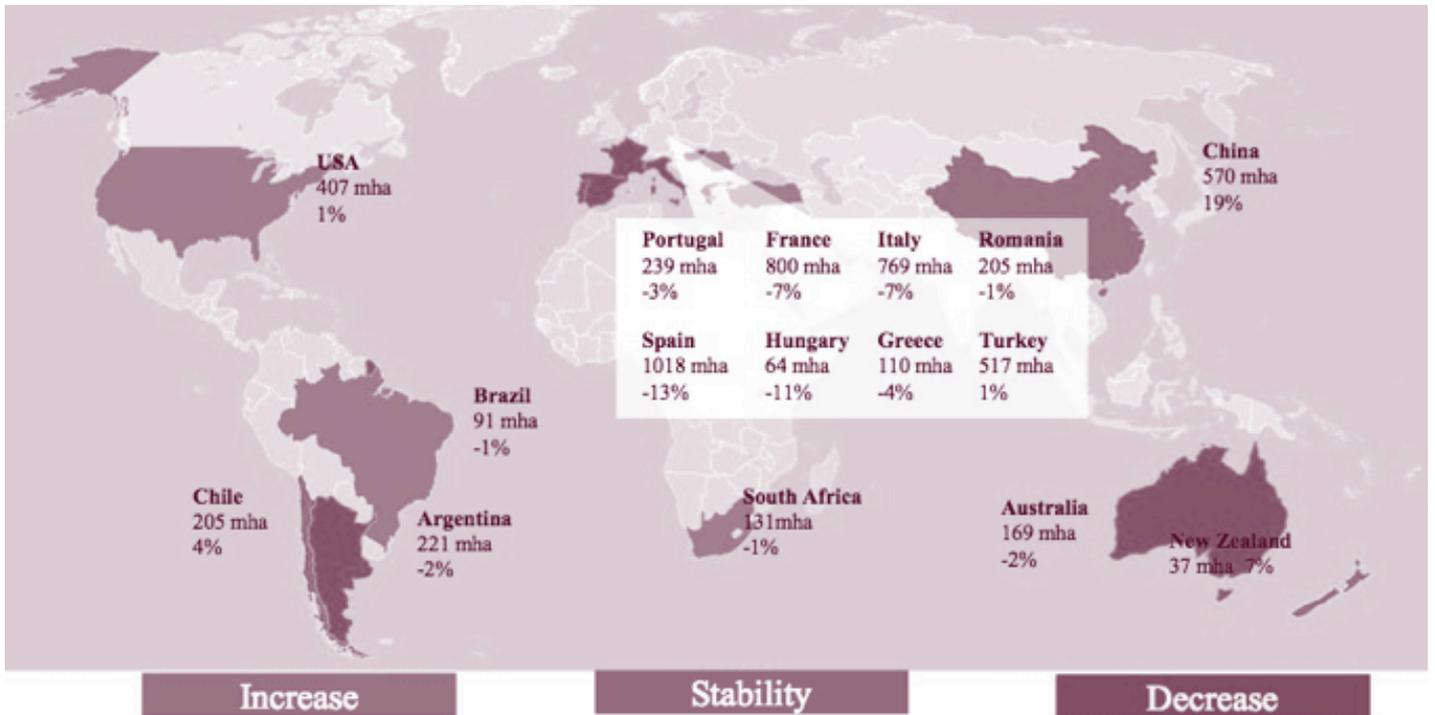 USA
407 mha
1%
China
570 mha
19%
Portugal
239 mha
-3%
France
800 mha
-7%
Italy
769 mha
-7%
Romania
205 mha
-1%
Spain
1018 mha
-13%
Hungary
64 mha
-11%
Greece
110 mha
-4%
Turkey
517 mha
1%
Brazil
91 mha
-1%
Chile
205 mha
4%
Argentina
221 mha
-2%
South Africa
131mha
-1%
Australia
169 mha
-2%
New Zealand
37 mha 7%
Increase
Stability
Decrease